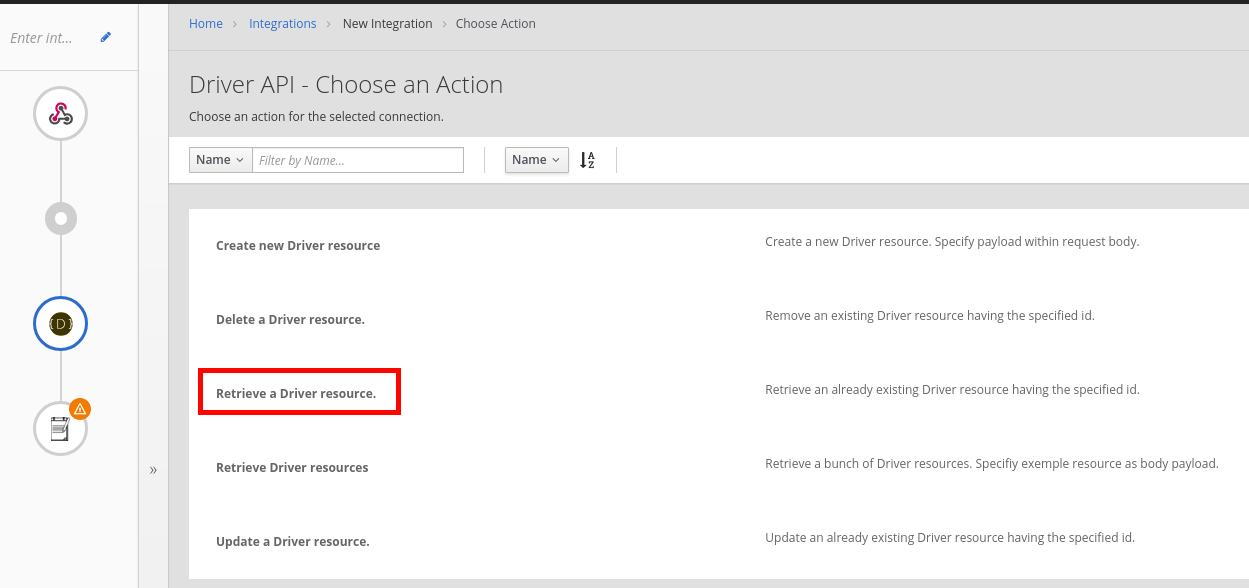 Enter int...
Home > Integrations > New Integration > Choose Action
Driver API - Choose an Action
Choose an action for the selected connection.
Name Filter by Name... Name A Z
Create new Driver resource Create a new Driver resource. Specify payload within request body.
Delete a Driver resource. Remove an existing Driver resource having the specified id.
Retrieve a Driver resource. Retrieve an already existing Driver resource having the specified id.
Retrieve Driver resources Retrieve a bunch of Driver resources. Specifiy exemple resource as body payload.
Update a Driver resource. Update an already existing Driver resource having the specified id.
D
»